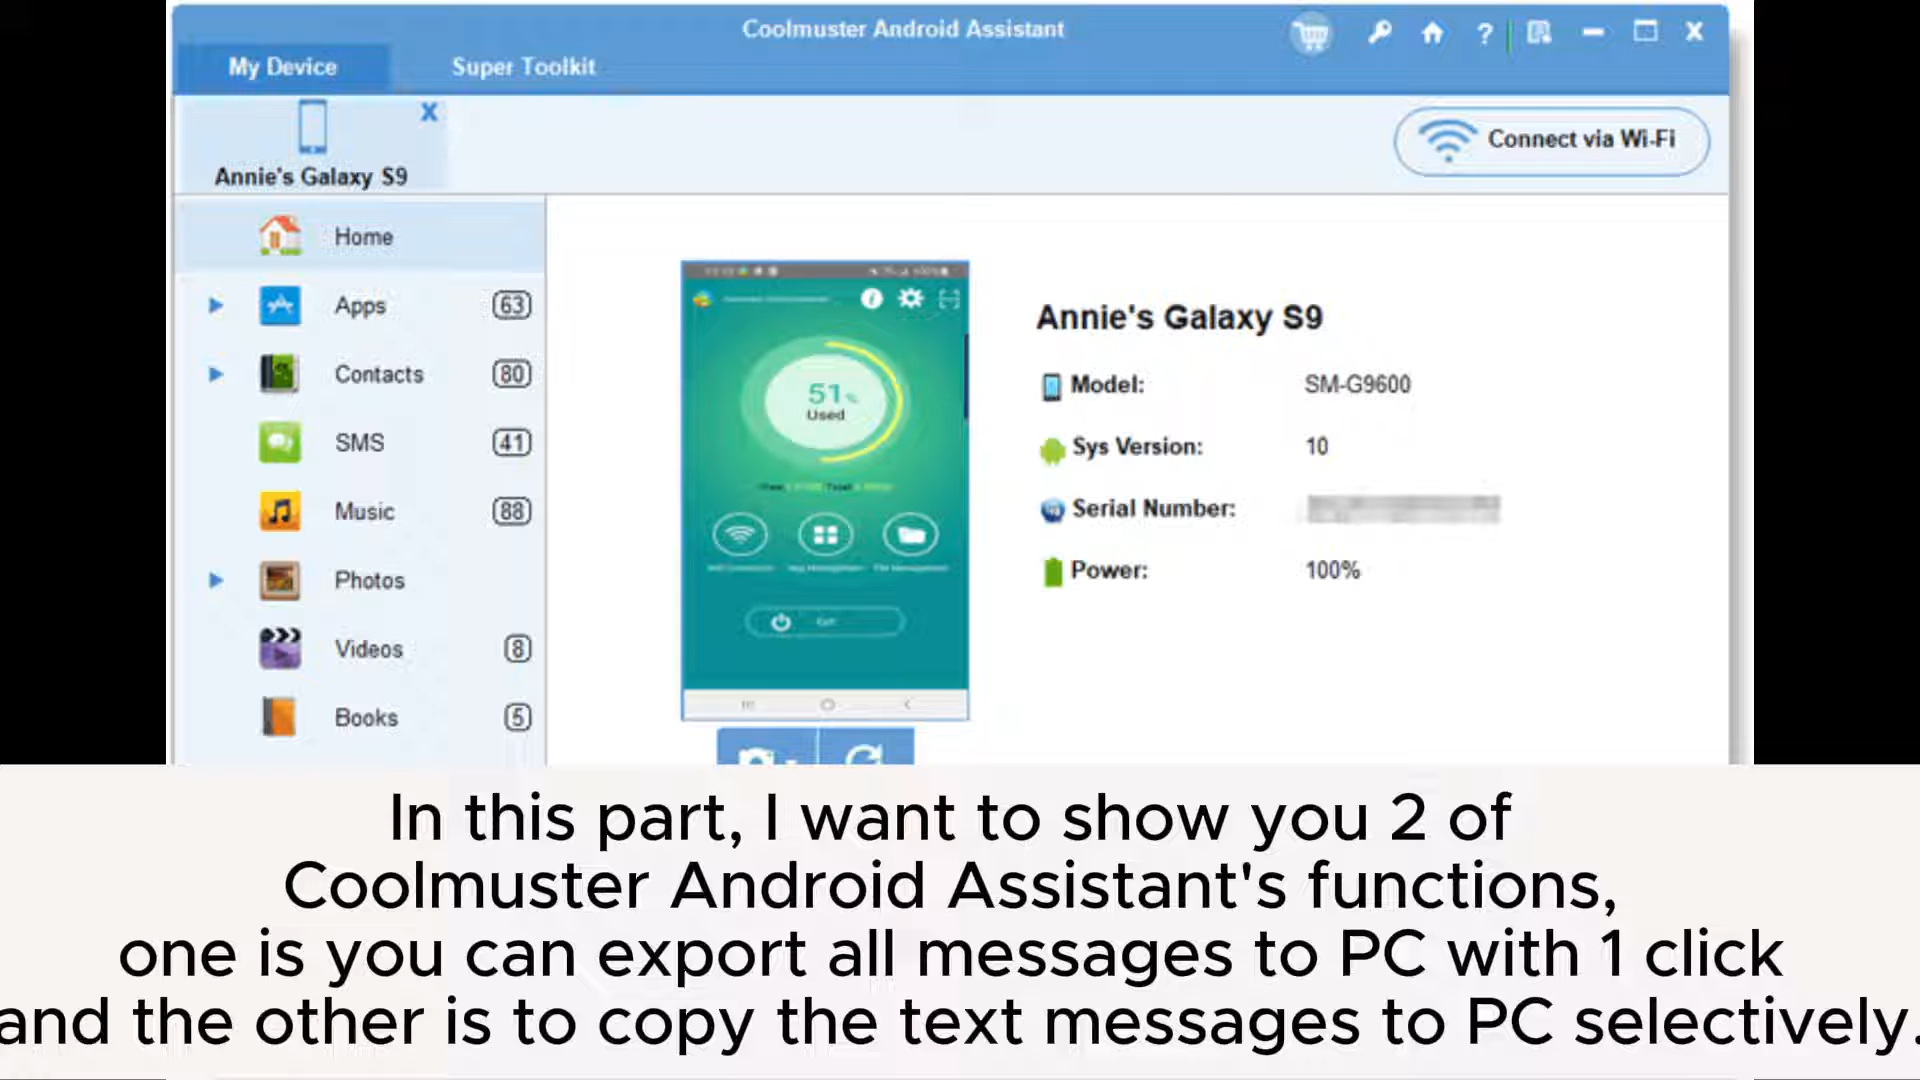 Coolmuster Android Assistant
My Device
Super Toolkit
X
Annie's Galaxy S9
Connect via Wi-Fi
Home
Apps 63
Contacts 80
SMS 41
Music 88
Photos
Videos 8
Books 5
51%
Used
Annie's Galaxy S9
Model: SM-G9600
Sys Version: 10
Serial Number:
Power: 100%
In this part, I want to show you 2 of
Coolmuster Android Assistant's functions,
one is you can export all messages to PC with 1 click
and the other is to copy the text messages to PC selectively.